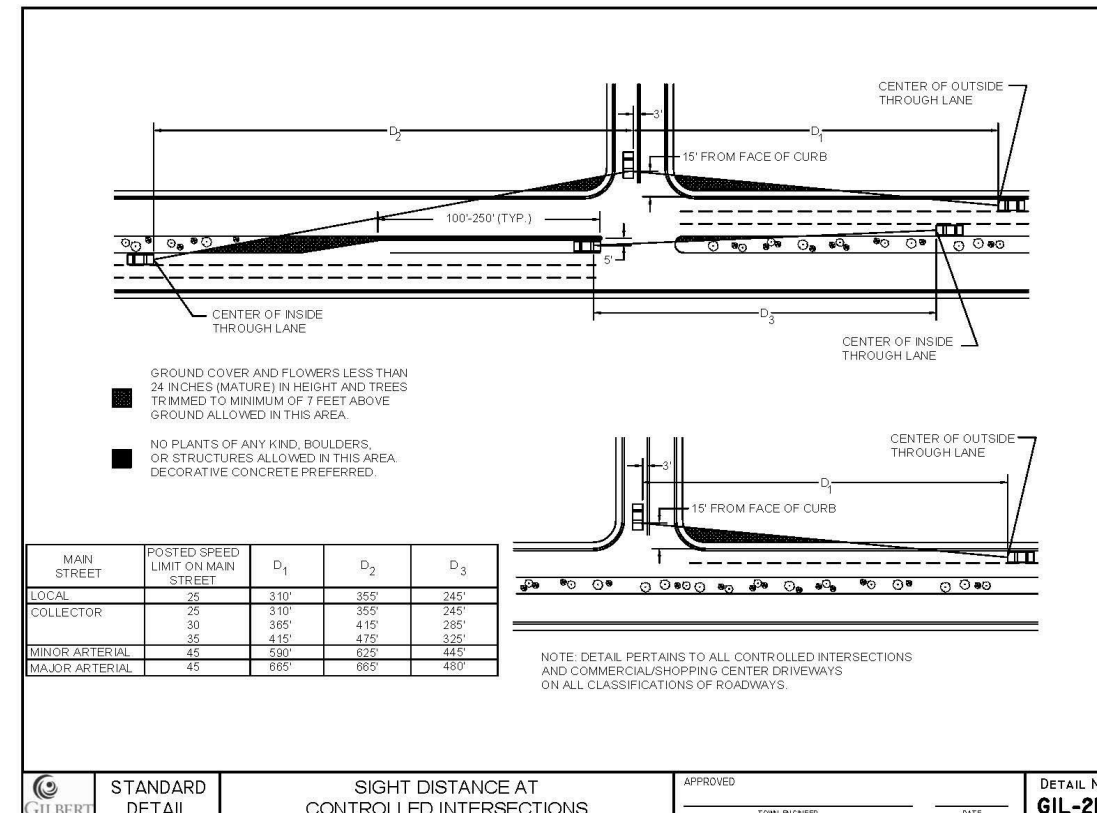 CENTER OF OUTSIDE
THROUGH LANE
3'
D2
D1
15' FROM FACE OF CURB
100'-250' (TYP.)
5'
D3
CENTER OF INSIDE
THROUGH LANE
CENTER OF INSIDE
THROUGH LANE
GROUND COVER AND FLOWERS LESS THAN
24 INCHES (MATURE) IN HEIGHT AND TREES
TRIMMED TO MINIMUM OF 7 FEET ABOVE
GROUND ALLOWED IN THIS AREA.
NO PLANTS OF ANY KIND, BOULDERS,
OR STRUCTURES ALLOWED IN THIS AREA.
DECORATIVE CONCRETE PREFERRED.
CENTER OF OUTSIDE
THROUGH LANE
3'
D1
15' FROM FACE OF CURB
MAIN STREET POSTED SPEED LIMIT ON MAIN STREET D1 D2 D3
LOCAL 25 310' 355' 245'
COLLECTOR 25 310' 355' 245'
30 365' 415' 285'
35 415' 475' 325'
MINOR ARTERIAL 45 590' 625' 445'
MAJOR ARTERIAL 45 665' 665' 480'
NOTE: DETAIL PERTAINS TO ALL CONTROLLED INTERSECTIONS
AND COMMERCIAL/SHOPPING CENTER DRIVEWAYS
ON ALL CLASSIFICATIONS OF ROADWAYS.
GILBERT
STANDARD
DETAIL
SIGHT DISTANCE AT
CONTROLLED INTERSECTIONS
APPROVED
TOWN ENGINEER DATE
DETAIL N
GIL-2